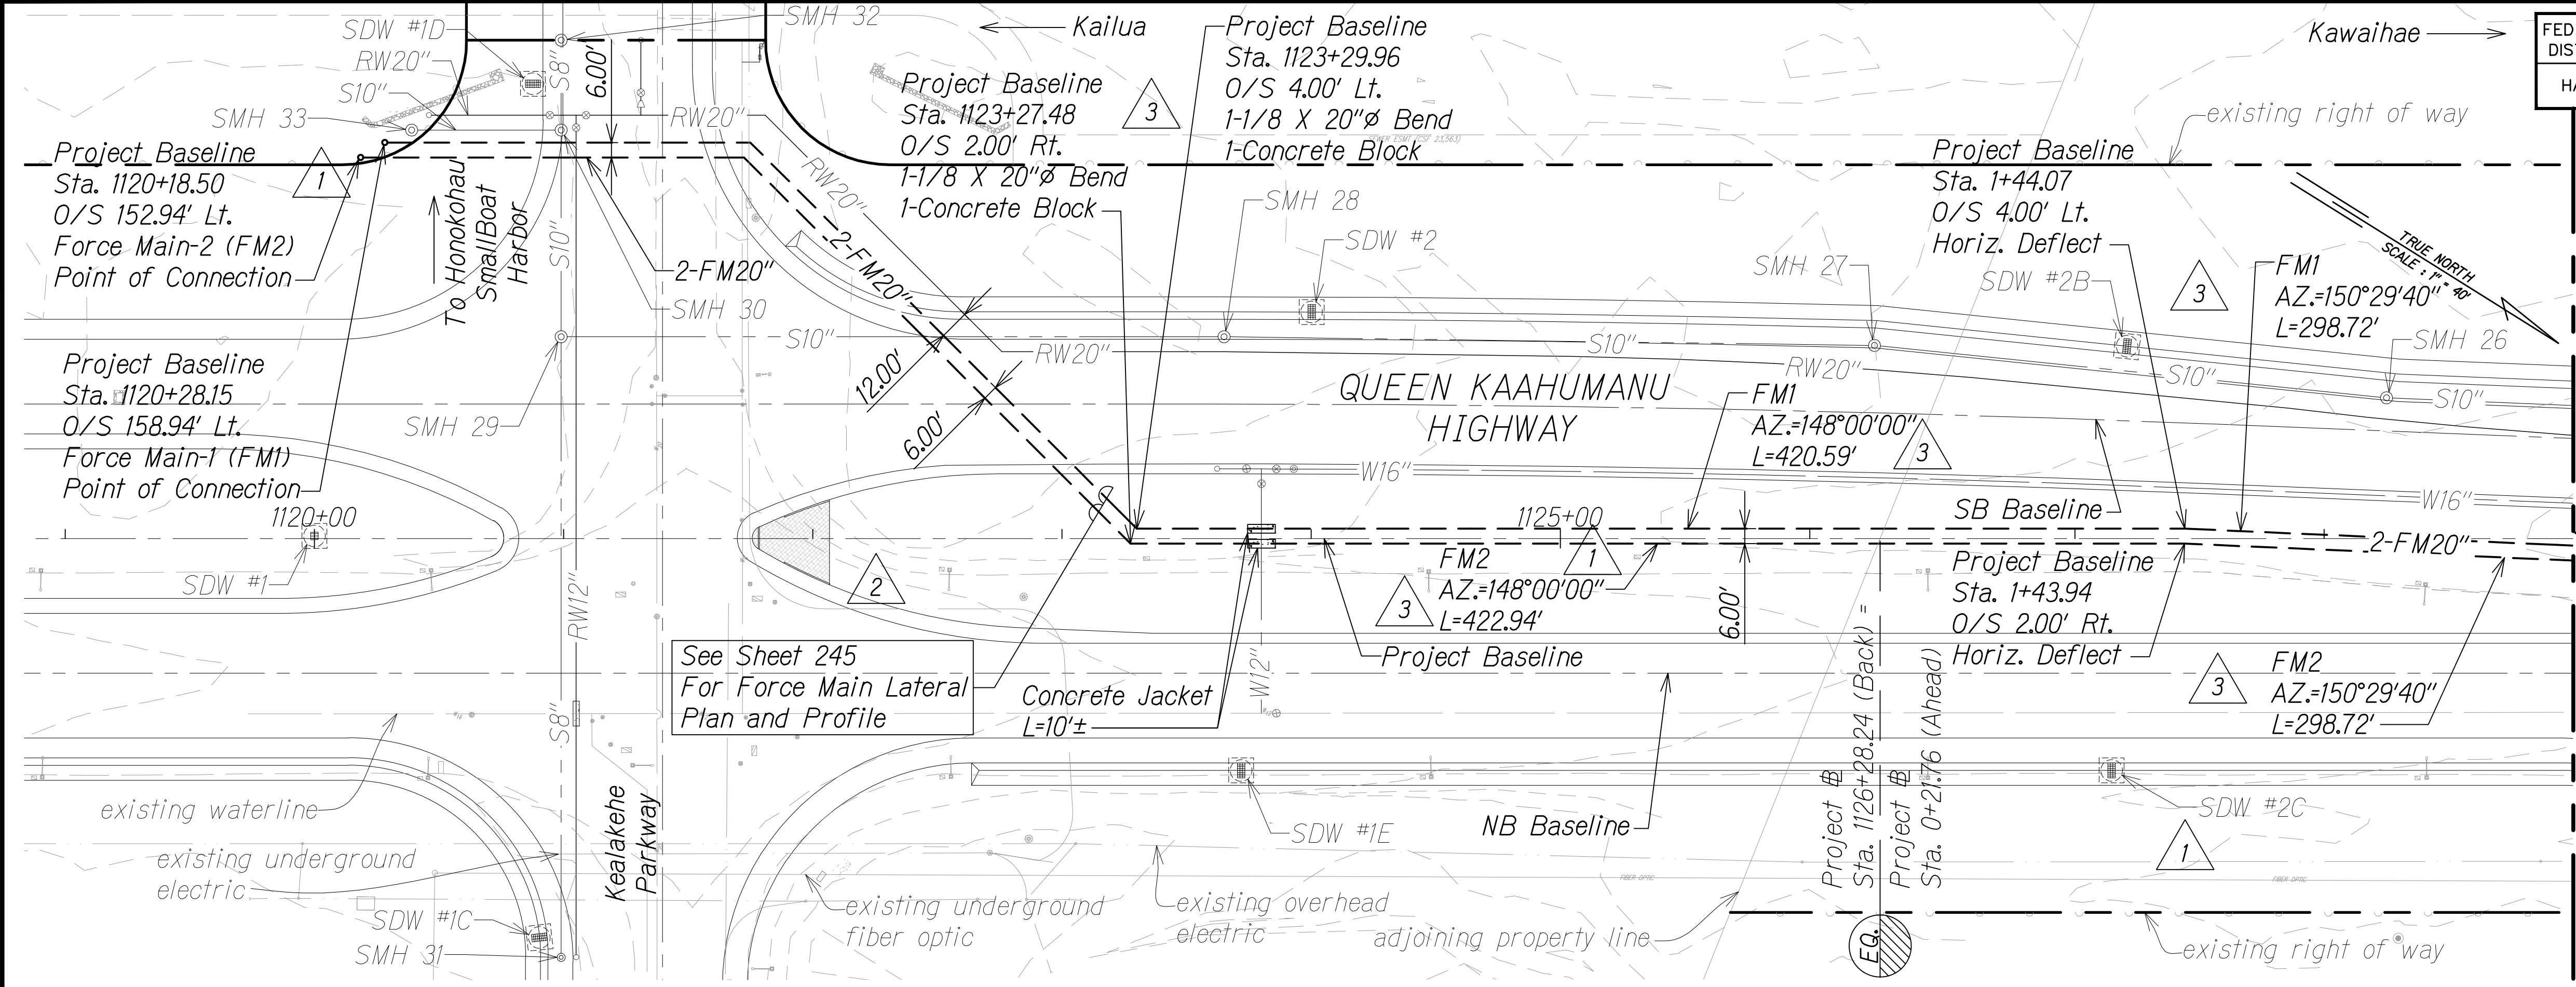 SDW #1D
RW20"
S10"
SMH 33
Project Baseline
Sta. 1120+18.50
O/S 152.94' Lt.
Force Main-2 (FM2)
Point of Connection
1
Project Baseline
Sta. 1120+28.15
O/S 158.94' Lt.
Force Main-1 (FM1)
Point of Connection
1120+00
SDW #1
SMH 32
S8"
6.00'
To Honokohau
SmallBoat
Harbor
S10"
2-FM20"
SMH 30
SMH 29
RW20"
RW20"
Kailua
Project Baseline
Sta. 1123+27.48
O/S 2.00' Rt.
1-1/8 X 20"Ø Bend
1-Concrete Block
3
Project Baseline
Sta. 1123+29.96
O/S 4.00' Lt.
1-1/8 X 20"Ø Bend
1-Concrete Block
SEWER ESMT (CSF 23,563)
2-FM20"
12.00'
6.00'
S10"
SMH 28
SDW #2
RW20"
QUEEN KAAHUMANU
HIGHWAY
SMH 27
S10"
RW20"
FM1
AZ.=148°00'00"
L=420.59'
3
W16"
Kawaihae
FED
DIS
HA
existing right of way
Project Baseline
Sta. 1+44.07
O/S 4.00' Lt.
Horiz. Deflect
SDW #2B
3
FM1
AZ.=150°29'40"
L=298.72'
TRUE NORTH
SCALE : 1" = 40'
SMH 26
S10"
S10"
SB Baseline
W16"
1125+00
FM2
AZ.=148°00'00"
L=422.94'
1
3
6.00'
Project Baseline
2-FM20"
Project Baseline
Sta. 1+43.94
O/S 2.00' Rt.
Horiz. Deflect
3
FM2
AZ.=150°29'40"
L=298.72'
2
See Sheet 245
For Force Main Lateral
Plan and Profile
Concrete Jacket
L=10'±
W12"
RW12"
S8"
Kealakehe
Parkway
existing waterline
existing underground
electric
SDW #1C
SMH 31
existing underground
fiber optic
existing overhead
electric
SDW #1E
NB Baseline
adjoining property line
FIBER OPTIC
Project B
Sta. 1126+28.24 (Back) =
Project B
Sta. 0+21.76 (Ahead)
EQ.
SDW #2C
1
FIBER OPTIC
existing right of way